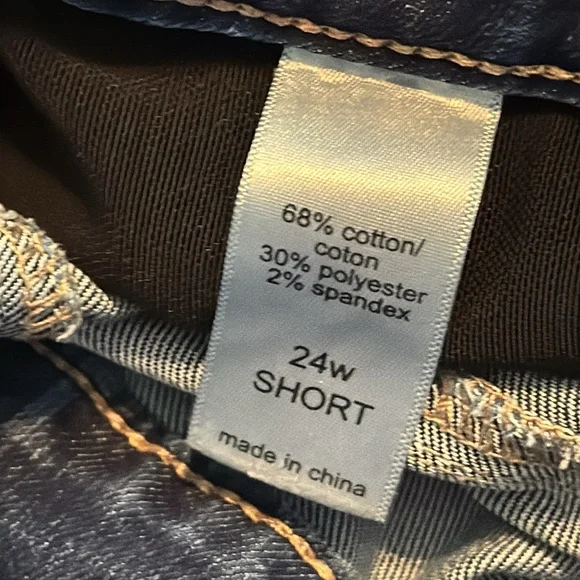 68% cotton/
coton
30% polyester
2% spandex
24w
SHORT
made in china